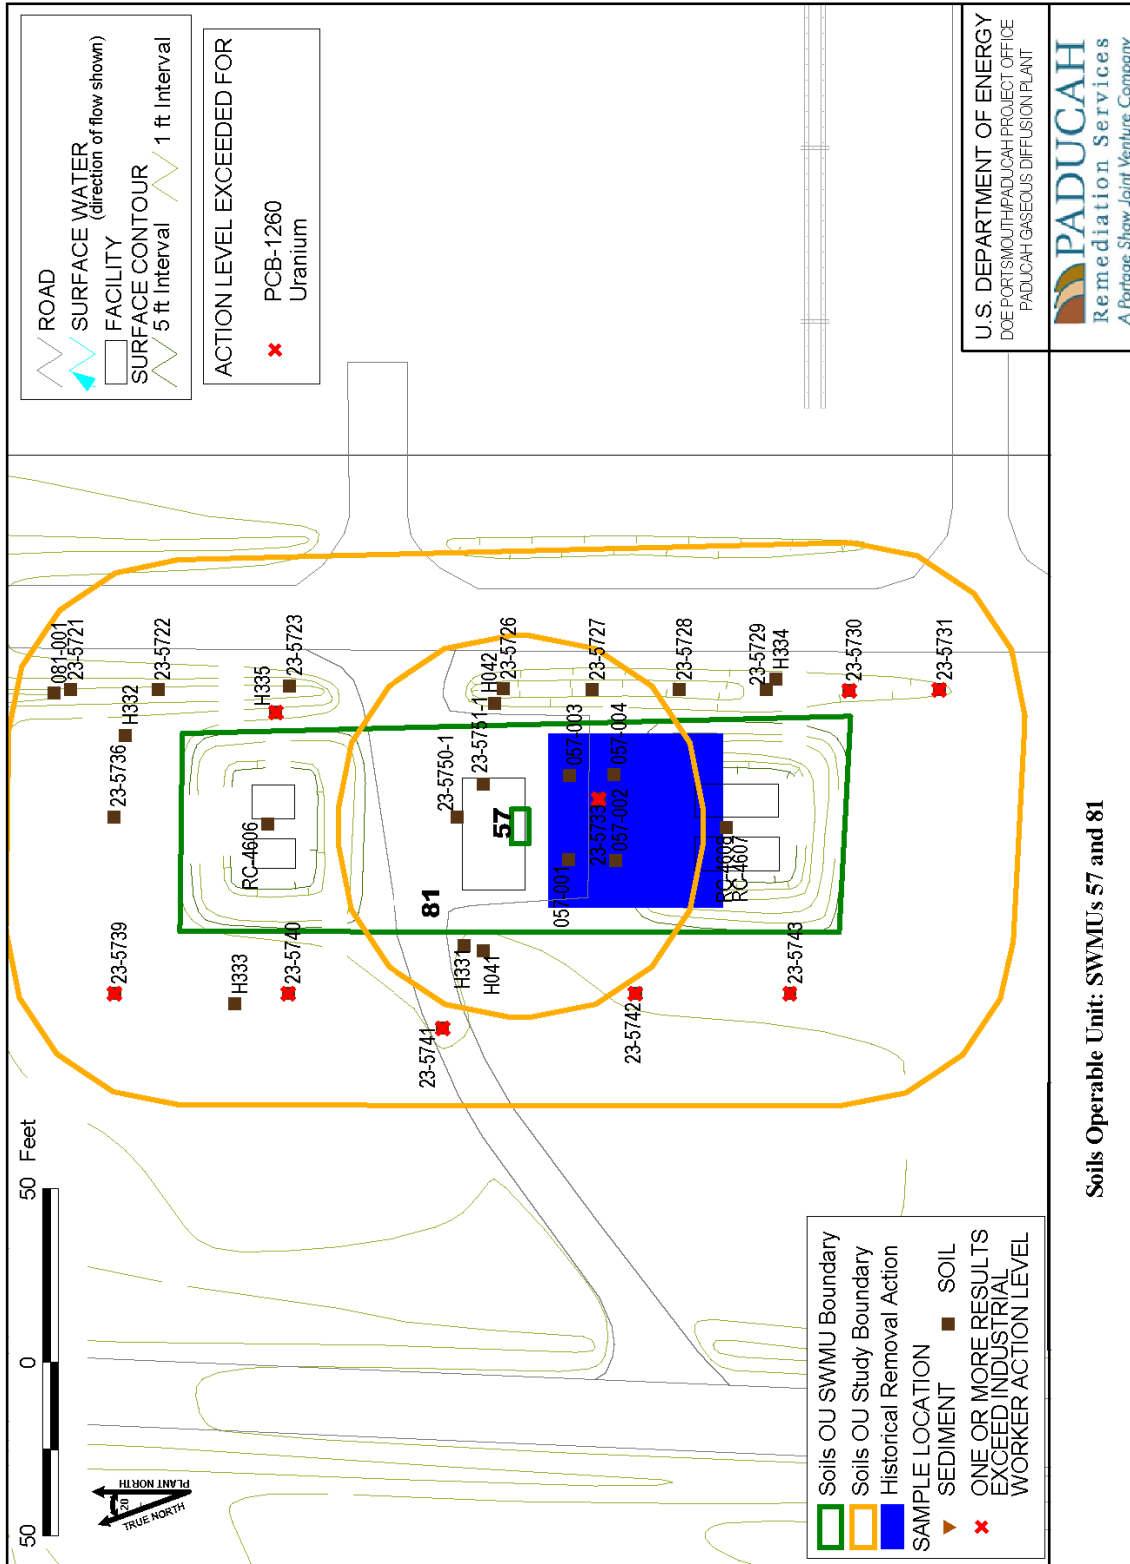 50 0 50 Feet
PLANT NORTH
TRUE NORTH
20
ROAD
SURFACE WATER
(direction of flow shown)
FACILITY
SURFACE CONTOUR
5 ft Interval 1 ft Interval
ACTION LEVEL EXCEEDED FOR
PCB-1260
Uranium
081-001
23-5721
23-5722
H332
23-5736
23-5739
H335
23-5723
RC-4606
H333
23-5740
H042
23-5726
23-5751-1
23-5750-1
57
81
H331
H041
23-5741
23-5727
057-003
057-004
23-5733
057-002
057-001
23-5728
23-5742
23-5729
H334
RC-4608
RC-4607
23-5743
23-5730
23-5731
Soils OU SWMU Boundary
Soils OU Study Boundary
Historical Removal Action
SAMPLE LOCATION
SEDIMENT SOIL
ONE OR MORE RESULTS
EXCEED INDUSTRIAL
WORKER ACTION LEVEL
U.S. DEPARTMENT OF ENERGY
DOE PORTSMOUTH/PADUCAH PROJECT OFFICE
PADUCAH GASEOUS DIFFUSION PLANT
PADUCAH
Remediation Services
A Portage Shaw Joint Venture Company
Soils Operable Unit: SWMUs 57 and 81